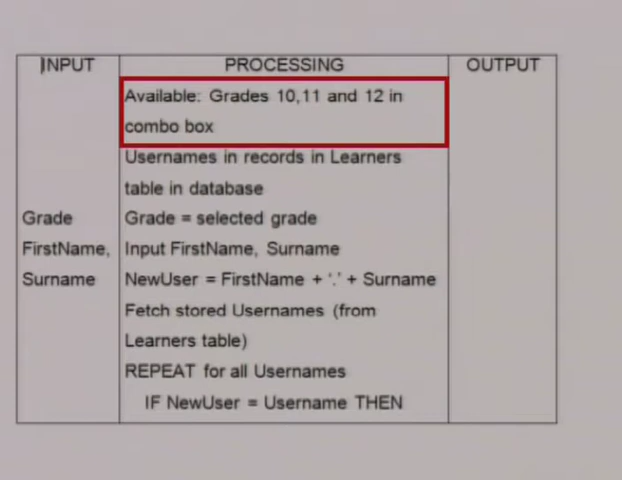 INPUT PROCESSING OUTPUT
Available: Grades 10,11 and 12 in
combo box
Usernames in records in Learners
table in database
Grade Grade = selected grade
FirstName, Input FirstName, Surname
Surname NewUser = FirstName + '.' + Surname
Fetch stored Usernames (from
Learners table)
REPEAT for all Usernames
IF NewUser = Username THEN